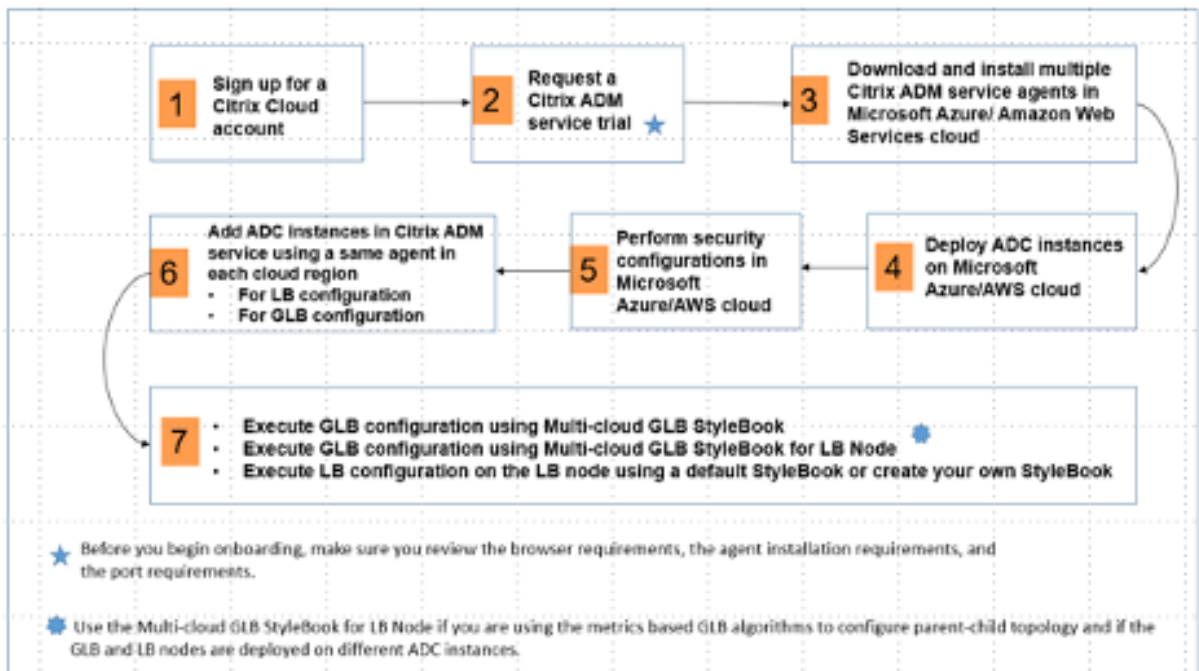 1
Sign up for a
Citrix Cloud
account
2
Request a
Citrix ADM
service trial
3
Download and install multiple
Citrix ADM service agents in
Microsoft Azure/ Amazon Web
Services cloud
4
Deploy ADC instances
on Microsoft
Azure/AWS cloud
5
Perform security
configurations in
Microsoft
Azure/AWS cloud
6
Add ADC instances in Citrix ADM
service using a same agent in
each cloud region
• For LB configuration
• For GLB configuration
7
• Execute GLB configuration using Multi-cloud GLB StyleBook
• Execute GLB configuration using Multi-cloud GLB StyleBook for LB Node
• Execute LB configuration on the LB node using a default StyleBook or create your own StyleBook
Before you begin onboarding, make sure you review the browser requirements, the agent installation requirements, and
the port requirements.
Use the Multi-cloud GLB StyleBook for LB Node if you are using the metrics based GLB algorithms to configure parent-child topology and if the
GLB and LB nodes are deployed on different ADC instances.